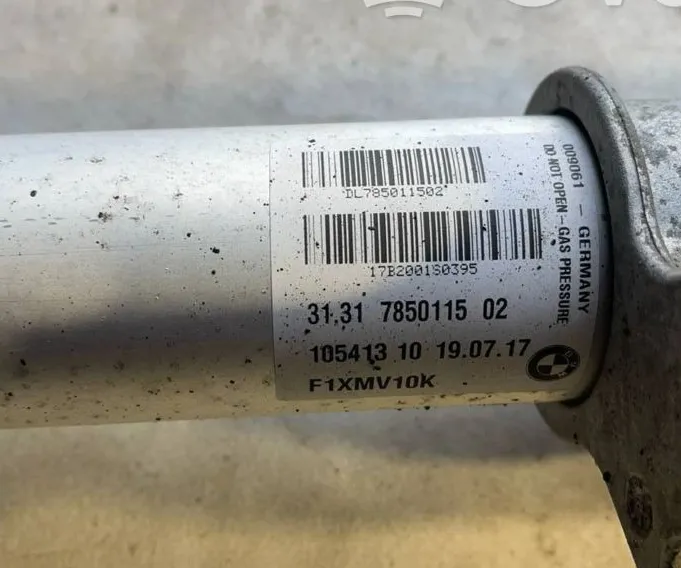 DL785011502
17B2001S0395
31.31 7850115 02
105413 10 19.07.17
F1XMV10K
009061 - GERMANY
DO NOT OPEN - GAS PRESSURE